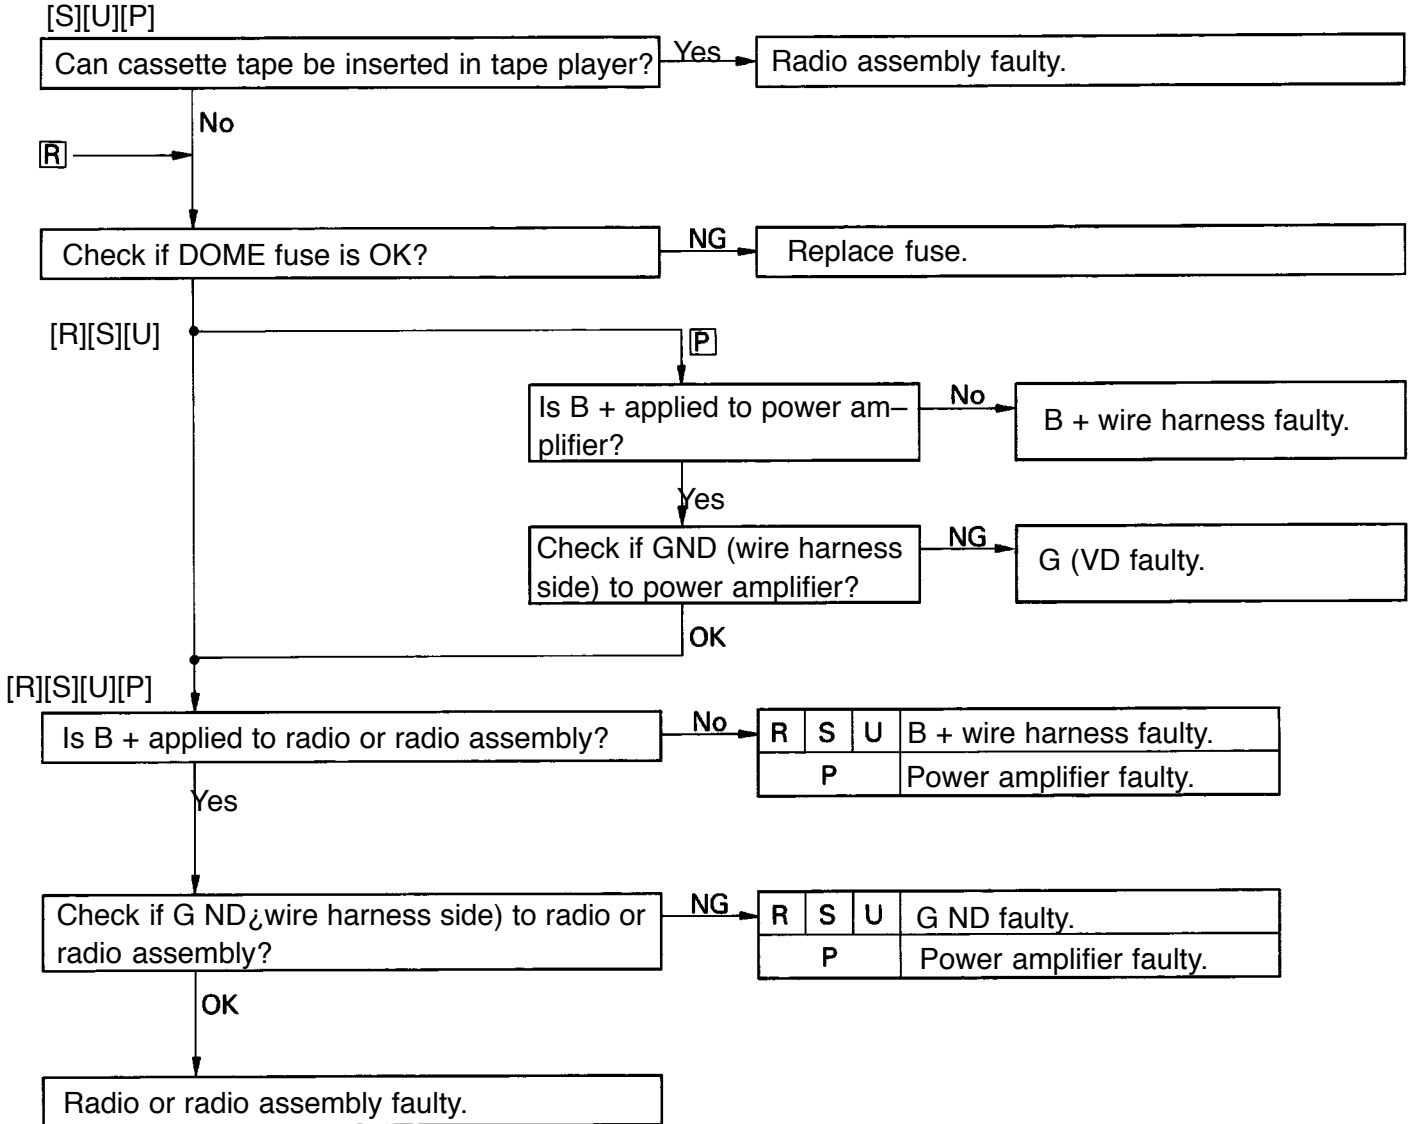 [S][U][P]
Can cassette tape be inserted in tape player?
Yes
Radio assembly faulty.
No
R
Check if DOME fuse is OK?
NG
Replace fuse.
[R][S][U]
P
Is B + applied to power am–
plifier?
No
B + wire harness faulty.
Yes
Check if GND (wire harness
side) to power amplifier?
NG
G (VD faulty.
OK
[R][S][U][P]
Is B + applied to radio or radio assembly?
No
R S U B + wire harness faulty.
P Power amplifier faulty.
Yes
Check if G ND¿wire harness side) to radio or
radio assembly?
NG
R S U G ND faulty.
P Power amplifier faulty.
OK
Radio or radio assembly faulty.